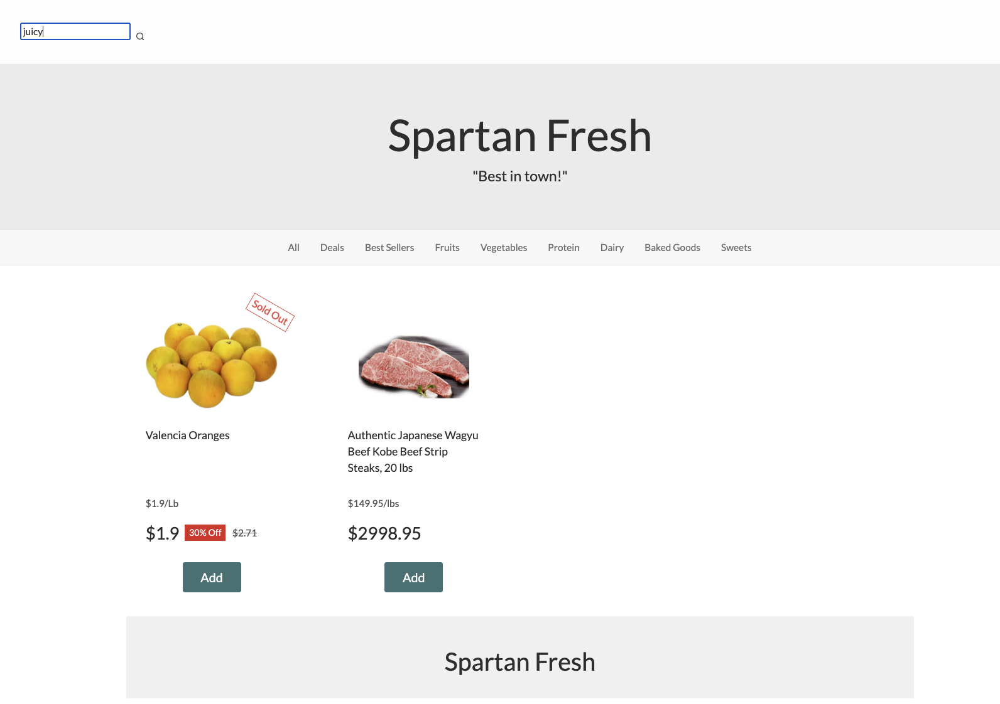 juicy
Spartan Fresh
"Best in town!"
All Deals Best Sellers Fruits Vegetables Protein Dairy Baked Goods Sweets
Sold Out
Valencia Oranges
$1.9/Lb
$1.9 30% Off $2.71
Add
Authentic Japanese Wagyu
Beef Kobe Beef Strip
Steaks, 20 lbs
$149.95/lbs
$2998.95
Add
Spartan Fresh